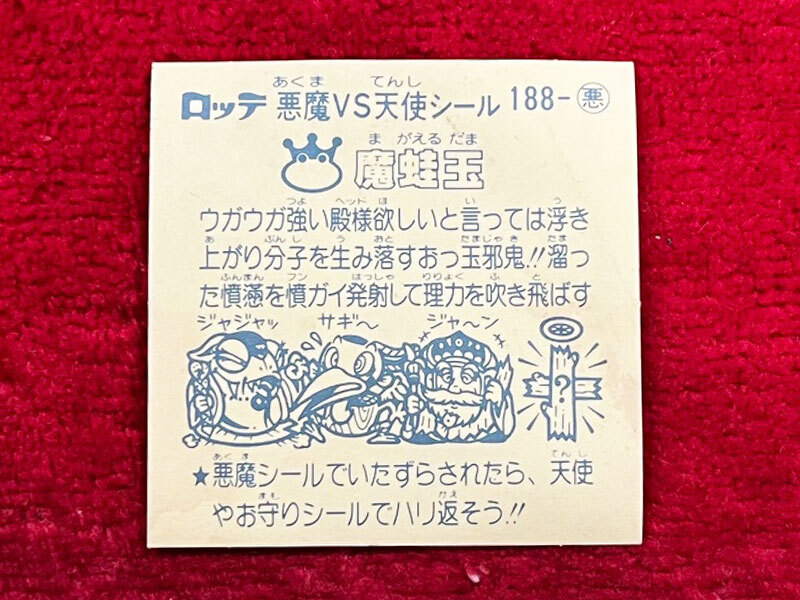 ロッテ 悪魔VS天使シール 188-悪
あくま てんし
魔蛙玉
まがえるだま
ウガウガ強い殿様欲しいと言っては浮き
つよ ヘッド ほ い う
上がり分子を生み落すおっ玉邪鬼!!溜っ
あ ぶんし う おと たまじゃき たま
た憤懣を憤ガイ発射して理力を吹き飛ばす
ふんまん フン はっしゃ りりょく ふ と
ジャジャッ サギ〜 ジャ〜ン
?
★悪魔シールでいたずらされたら、天使
あくま てんし
やお守りシールでハリ返そう!!
まも かえ